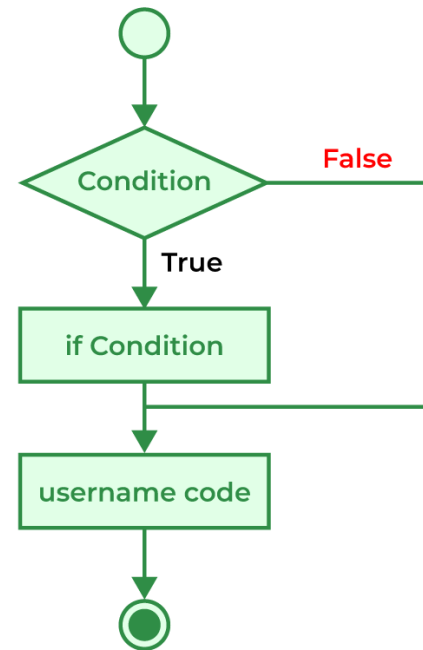 Condition
False
True
if Condition
username code